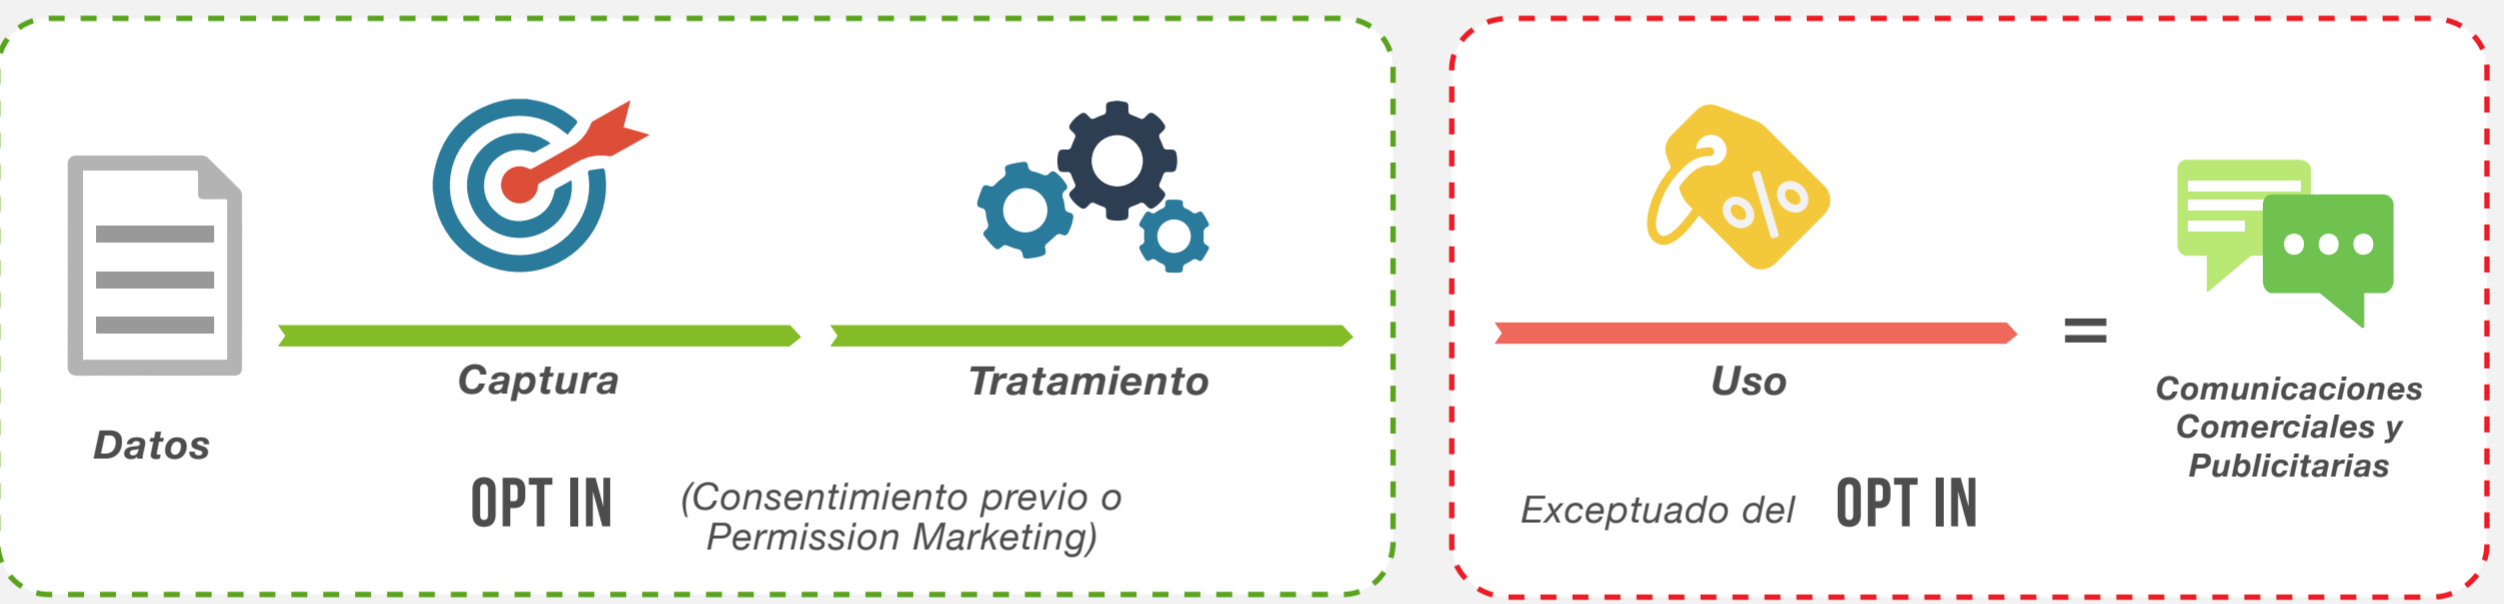 Datos
Captura
Tratamiento
OPT IN
(Consentimiento previo o
Permission Marketing)
%
Uso
Exceptuado del OPT IN
=
Comunicaciones
Comerciales y
Publicitarias